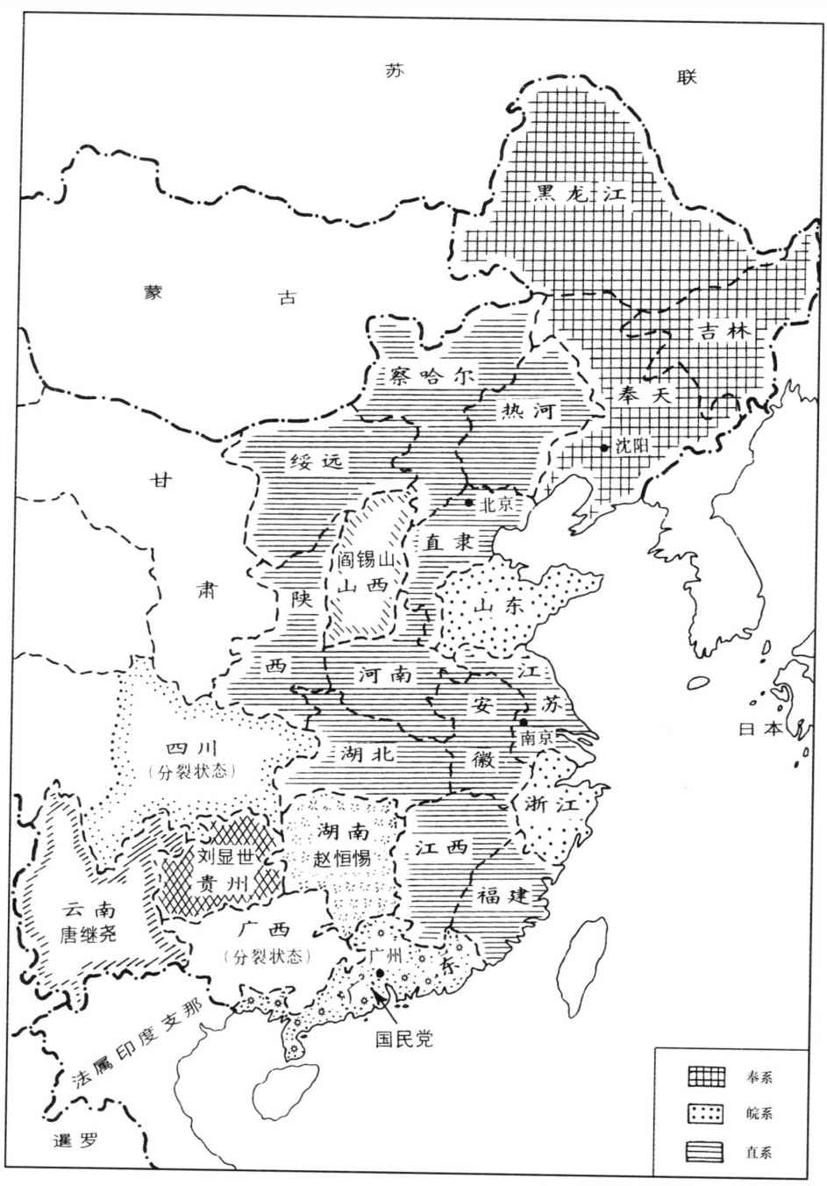 苏 联
黑龙江
蒙 古
吉林
察哈尔
奉天
热河
沈阳
绥远
甘
北京
直隶
阎锡山
山西
肃
陕
山东
西
河南
江
安
苏
日本
南京
四川
(分裂状态)
湖北
徽
浙江
湖南
赵恒惕
江西
刘显世
贵州
福建
云南
唐继尧
广西
(分裂状态)
广州
东
国民党
法属印度支那
暹罗
奉系
皖系
直系